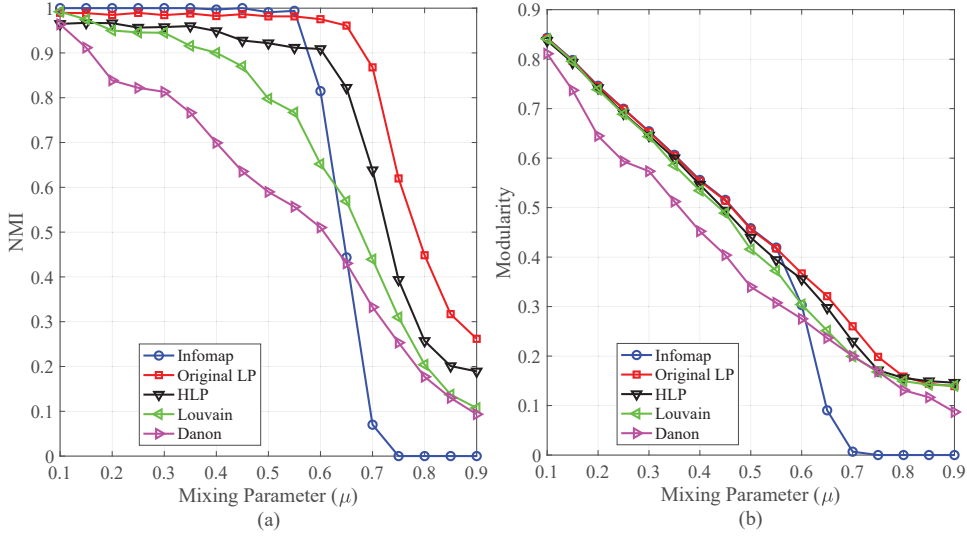 1
0.9
0.8
0.7
0.6
0.5
0.4
0.3
0.2
0.1
0
NMI
Infomap
Original LP
HLP
Louvain
Danon
0.1 0.2 0.3 0.4 0.5 0.6 0.7 0.8 0.9
Mixing Parameter (μ)
(a)
0.9
0.8
0.7
0.6
0.5
0.4
0.3
0.2
0.1
0
Modularity
Infomap
Original LP
HLP
Louvain
Danon
0.1 0.2 0.3 0.4 0.5 0.6 0.7 0.8 0.9
Mixing Parameter (μ)
(b)